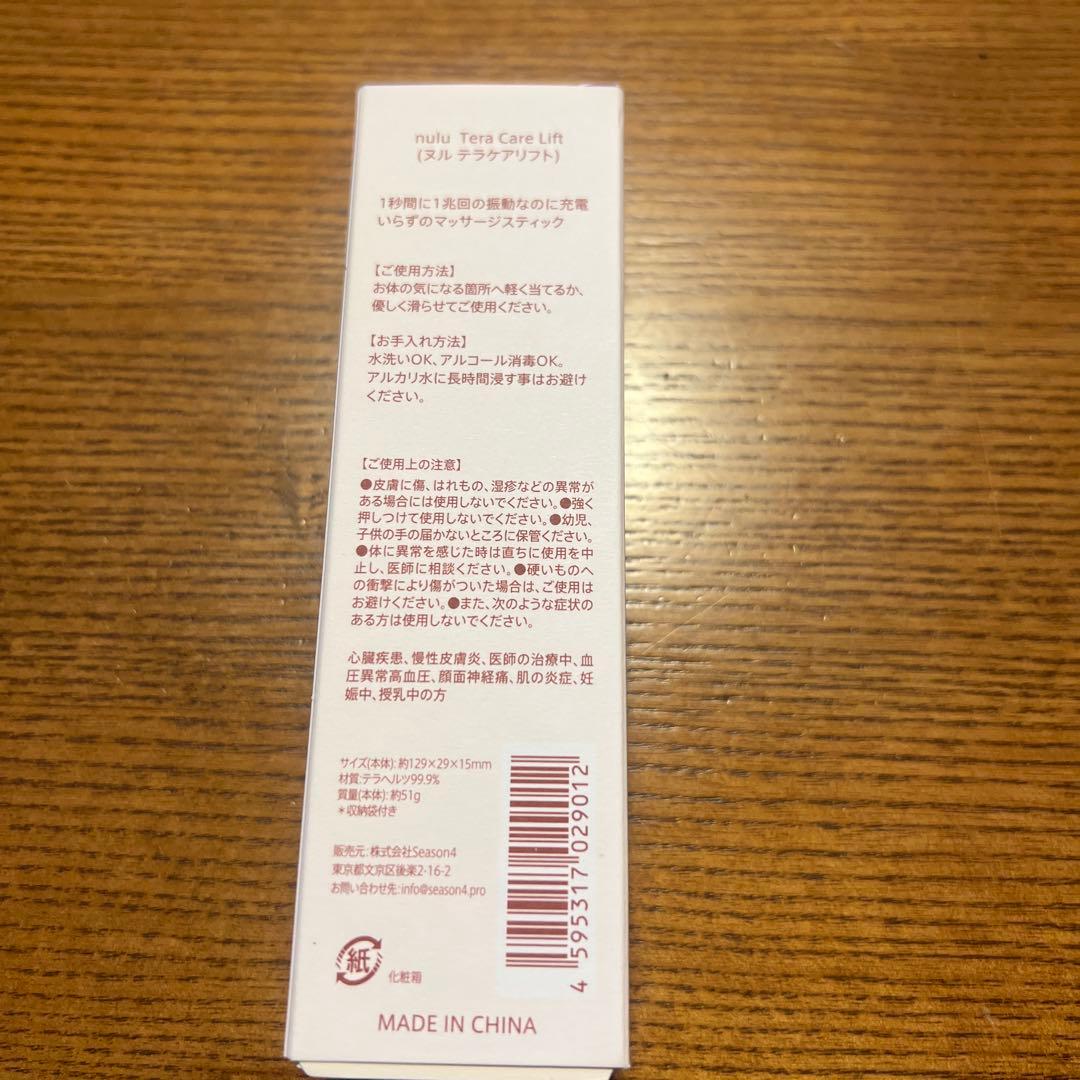 nulu Tera Care Lift
(ヌル テラケアリフト)
1秒間に1兆回の振動なのに充電
いらずのマッサージスティック
【ご使用方法】
お体の気になる箇所へ軽く当てるか、
優しく滑らせてご使用ください。
【お手入れ方法】
水洗いOK、アルコール消毒OK。
アルカリ水に長時間浸す事はお避け
ください。
【ご使用上の注意】
●皮膚に傷、はれもの、湿疹などの異常が
ある場合には使用しないでください。●強く
押しつけて使用しないでください。●幼児、
子供の手の届かないところに保管ください。
●体に異常を感じた時は直ちに使用を中
止し、医師に相談ください。●硬いものへ
の衝撃により傷がついた場合は、ご使用は
お避けください。●また、次のような症状の
ある方は使用しないでください。
心臓疾患、慢性皮膚炎、医師の治療中、血
圧異常高血圧、顔面神経痛、肌の炎症、妊
娠中、授乳中の方
サイズ(本体): 約129×29×15mm
材質:テラヘルツ99.9%
質量(本体): 約51g
＊収納袋付き
販売元: 株式会社Season4
東京都文京区後楽2-16-2
お問い合わせ先: info@season4.pro
4 595317 029012
紙
化粧箱
MADE IN CHINA